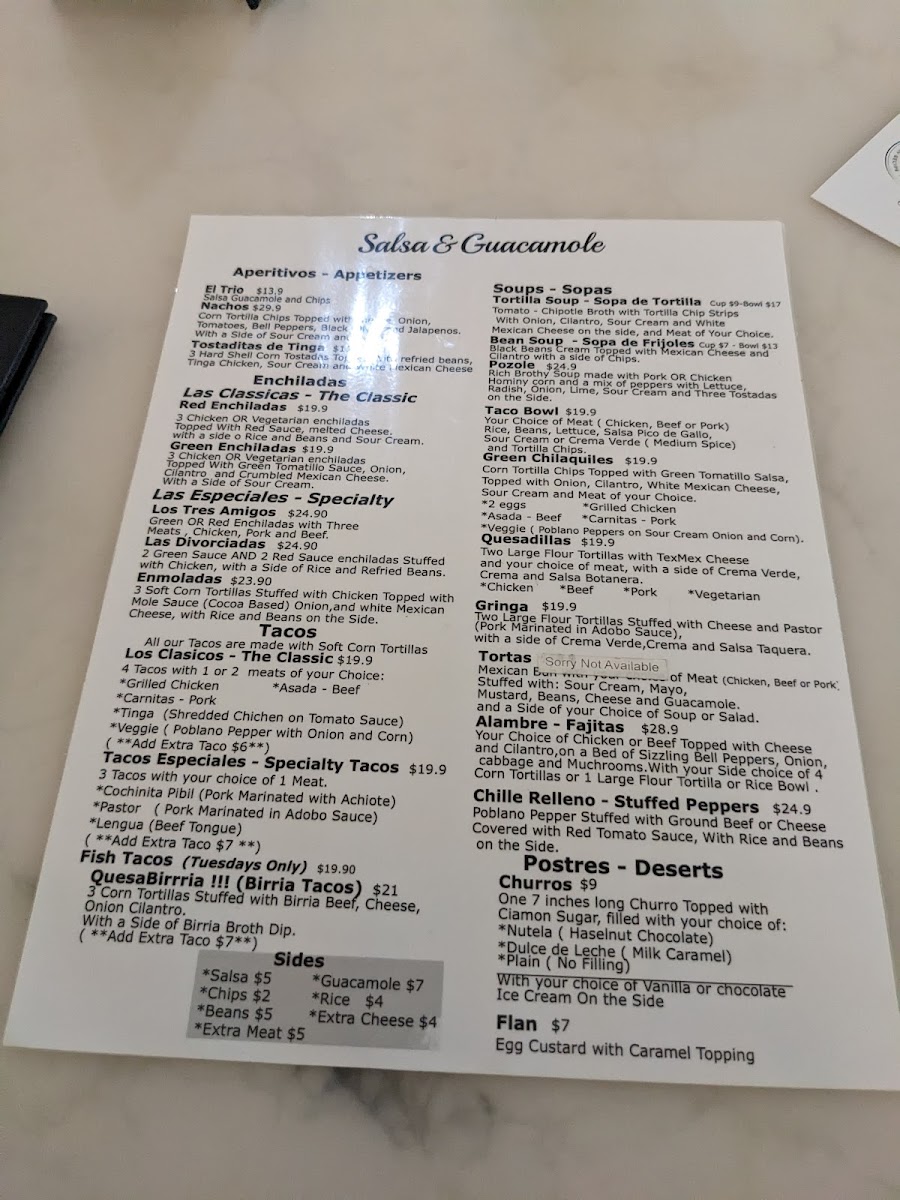 Salsa & Guacamole
Aperitivos - Appetizers
El Trio $13.9
Salsa Guacamole and Chips
Nachos $29.9
Corn Tortilla Chips Topped with Onion,
Tomatoes, Bell Peppers, Black and Jalapenos.
With a Side of Sour Cream and
Tostaditas de Tinga
3 Hard Shell Corn Tostadas refried beans,
Tinga Chicken, Sour Cream and White Mexican Cheese
Enchiladas
Las Classicas - The Classic
Red Enchiladas $19.9
3 Chicken OR Vegetarian enchiladas
Topped With Red Sauce, melted Cheese.
with a side o Rice and Beans and Sour Cream.
Green Enchiladas $19.9
3 Chicken OR Vegetarian enchiladas
Topped With Green Tomatillo Sauce, Onion,
Cilantro and Crumbled Mexican Cheese.
With a Side of Sour Cream.
Las Especiales - Specialty
Los Tres Amigos $24.90
Green OR Red Enchiladas with Three
Meats , Chicken, Pork and Beef.
Las Divorciadas $24.90
2 Green Sauce AND 2 Red Sauce enchiladas Stuffed
with Chicken, with a Side of Rice and Refried Beans.
Enmoladas $23.90
3 Soft Corn Tortillas Stuffed with Chicken Topped with
Mole Sauce (Cocoa Based) Onion,and white Mexican
Cheese, with Rice and Beans on the Side.
Tacos
All our Tacos are made with Soft Corn Tortillas
Los Clasicos - The Classic $19.9
4 Tacos with 1 or 2 meats of your Choice:
*Grilled Chicken *Asada - Beef
*Carnitas - Pork
*Tinga (Shredded Chichen on Tomato Sauce)
*Veggie ( Poblano Pepper with Onion and Corn)
( **Add Extra Taco $6**)
Tacos Especiales - Specialty Tacos $19.9
3 Tacos with your choice of 1 Meat.
*Cochinita Pibil (Pork Marinated with Achiote)
*Pastor ( Pork Marinated in Adobo Sauce)
*Lengua (Beef Tongue)
( **Add Extra Taco $7 **)
Fish Tacos (Tuesdays Only) $19.90
QuesaBirrria !!! (Birria Tacos) $21
3 Corn Tortillas Stuffed with Birria Beef, Cheese,
Onion Cilantro.
With a Side of Birria Broth Dip.
( **Add Extra Taco $7**)
Sides
*Salsa $5 *Guacamole $7
*Chips $2 *Rice $4
*Beans $5 *Extra Cheese $4
*Extra Meat $5
Soups - Sopas
Tortilla Soup - Sopa de Tortilla Cup $9-Bowl $17
Tomato - Chipotle Broth with Tortilla Chip Strips
With Onion, Cilantro, Sour Cream and White
Mexican Cheese on the side, and Meat of Your Choice.
Bean Soup - Sopa de Frijoles Cup $7 - Bowl $13
Black Beans Cream Topped with Mexican Cheese and
Cilantro with a side of Chips.
Pozole $24.9
Rich Brothy Soup made with Pork OR Chicken
Hominy corn and a mix of peppers with Lettuce,
Radish, Onion, Lime, Sour Cream and Three Tostadas
on the Side.
Taco Bowl $19.9
Your Choice of Meat ( Chicken, Beef or Pork)
Rice, Beans, Lettuce, Salsa Pico de Gallo,
Sour Cream or Crema Verde ( Medium Spice)
and Tortilla Chips.
Green Chilaquiles $19.9
Corn Tortilla Chips Topped with Green Tomatillo Salsa,
Topped with Onion, Cilantro, White Mexican Cheese,
Sour Cream and Meat of your Choice.
*2 eggs *Grilled Chicken
*Asada - Beef *Carnitas - Pork
*Veggie ( Poblano Peppers on Sour Cream Onion and Corn).
Quesadillas $19.9
Two Large Flour Tortillas with TexMex Cheese
and your choice of meat, with a side of Crema Verde,
Crema and Salsa Botanera.
*Chicken *Beef *Pork *Vegetarian
Gringa $19.9
Two Large Flour Tortillas Stuffed with Cheese and Pastor
(Pork Marinated in Adobo Sauce),
with a side of Crema Verde,Crema and Salsa Taquera.
Tortas Sorry Not Available
Mexican Bun with your choice of Meat (Chicken, Beef or Pork)
Stuffed with: Sour Cream, Mayo,
Mustard, Beans, Cheese and Guacamole.
and a Side of your Choice of Soup or Salad.
Alambre - Fajitas $28.9
Your Choice of Chicken or Beef Topped with Cheese
and Cilantro,on a Bed of Sizzling Bell Peppers, Onion,
cabbage and Muchrooms.With your Side choice of 4
Corn Tortillas or 1 Large Flour Tortilla or Rice Bowl .
Chille Relleno - Stuffed Peppers $24.9
Poblano Pepper Stuffed with Ground Beef or Cheese
Covered with Red Tomato Sauce, With Rice and Beans
on the Side.
Postres - Deserts
Churros $9
One 7 inches long Churro Topped with
Ciamon Sugar, filled with your choice of:
*Nutela ( Haselnut Chocolate)
*Dulce de Leche ( Milk Caramel)
*Plain ( No Filling)
With your choice of Vanilla or chocolate
Ice Cream On the Side
Flan $7
Egg Custard with Caramel Topping